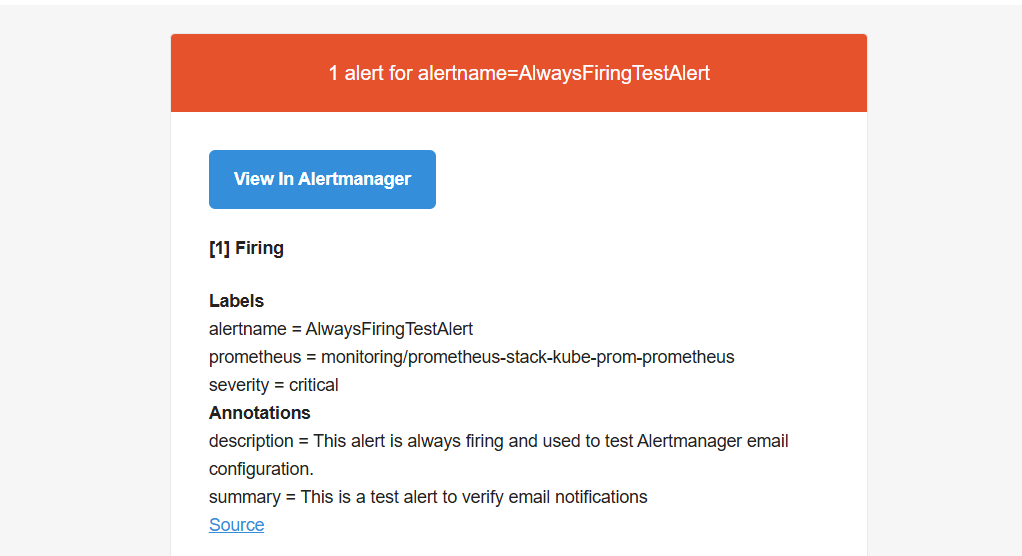 1 alert for alertname=AlwaysFiringTestAlert
View In Alertmanager
[1] Firing
Labels
alertname = AlwaysFiringTestAlert
prometheus = monitoring/prometheus-stack-kube-prom-prometheus
severity = critical
Annotations
description = This alert is always firing and used to test Alertmanager email
configuration.
summary = This is a test alert to verify email notifications
Source